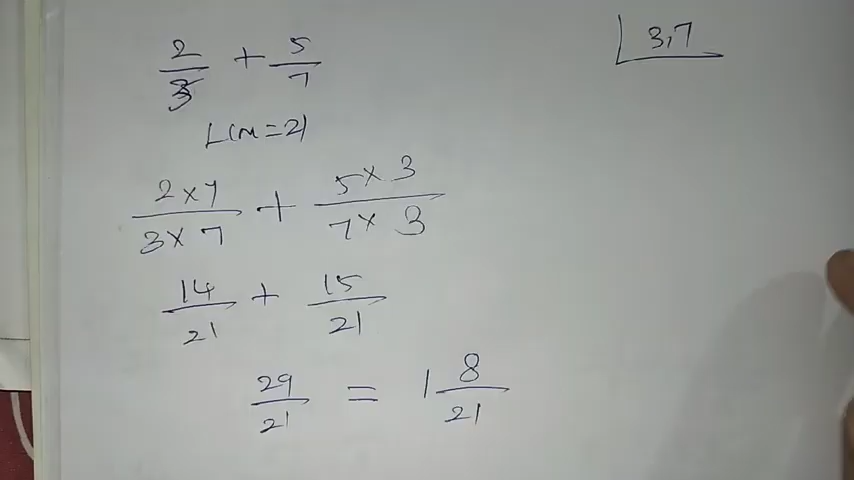 2/3 + 5/7
3,7
LCM = 21
2×7/3×7 + 5×3/7×3
14/21 + 15/21
29/21 = 1 8/21